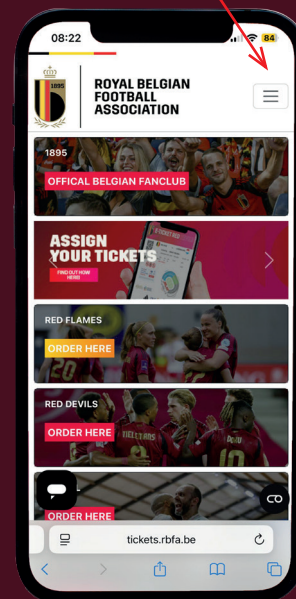 08:22
84
1895
ROYAL BELGIAN
FOOTBALL
ASSOCIATION
1895
OFFICAL BELGIAN FANCLUB
ASSIGN
YOUR TICKETS
FIND OUT HOW
HERE!
RED FLAMES
ORDER HERE
RED DEVILS
ORDER HERE
TIELEMANS
ORDER HERE
tickets.rbfa.be